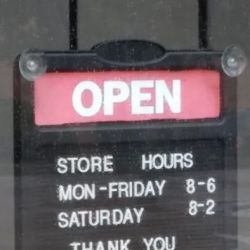 OPEN
STORE HOURS
MON-FRIDAY 8-6
SATURDAY 8-2
THANK YOU